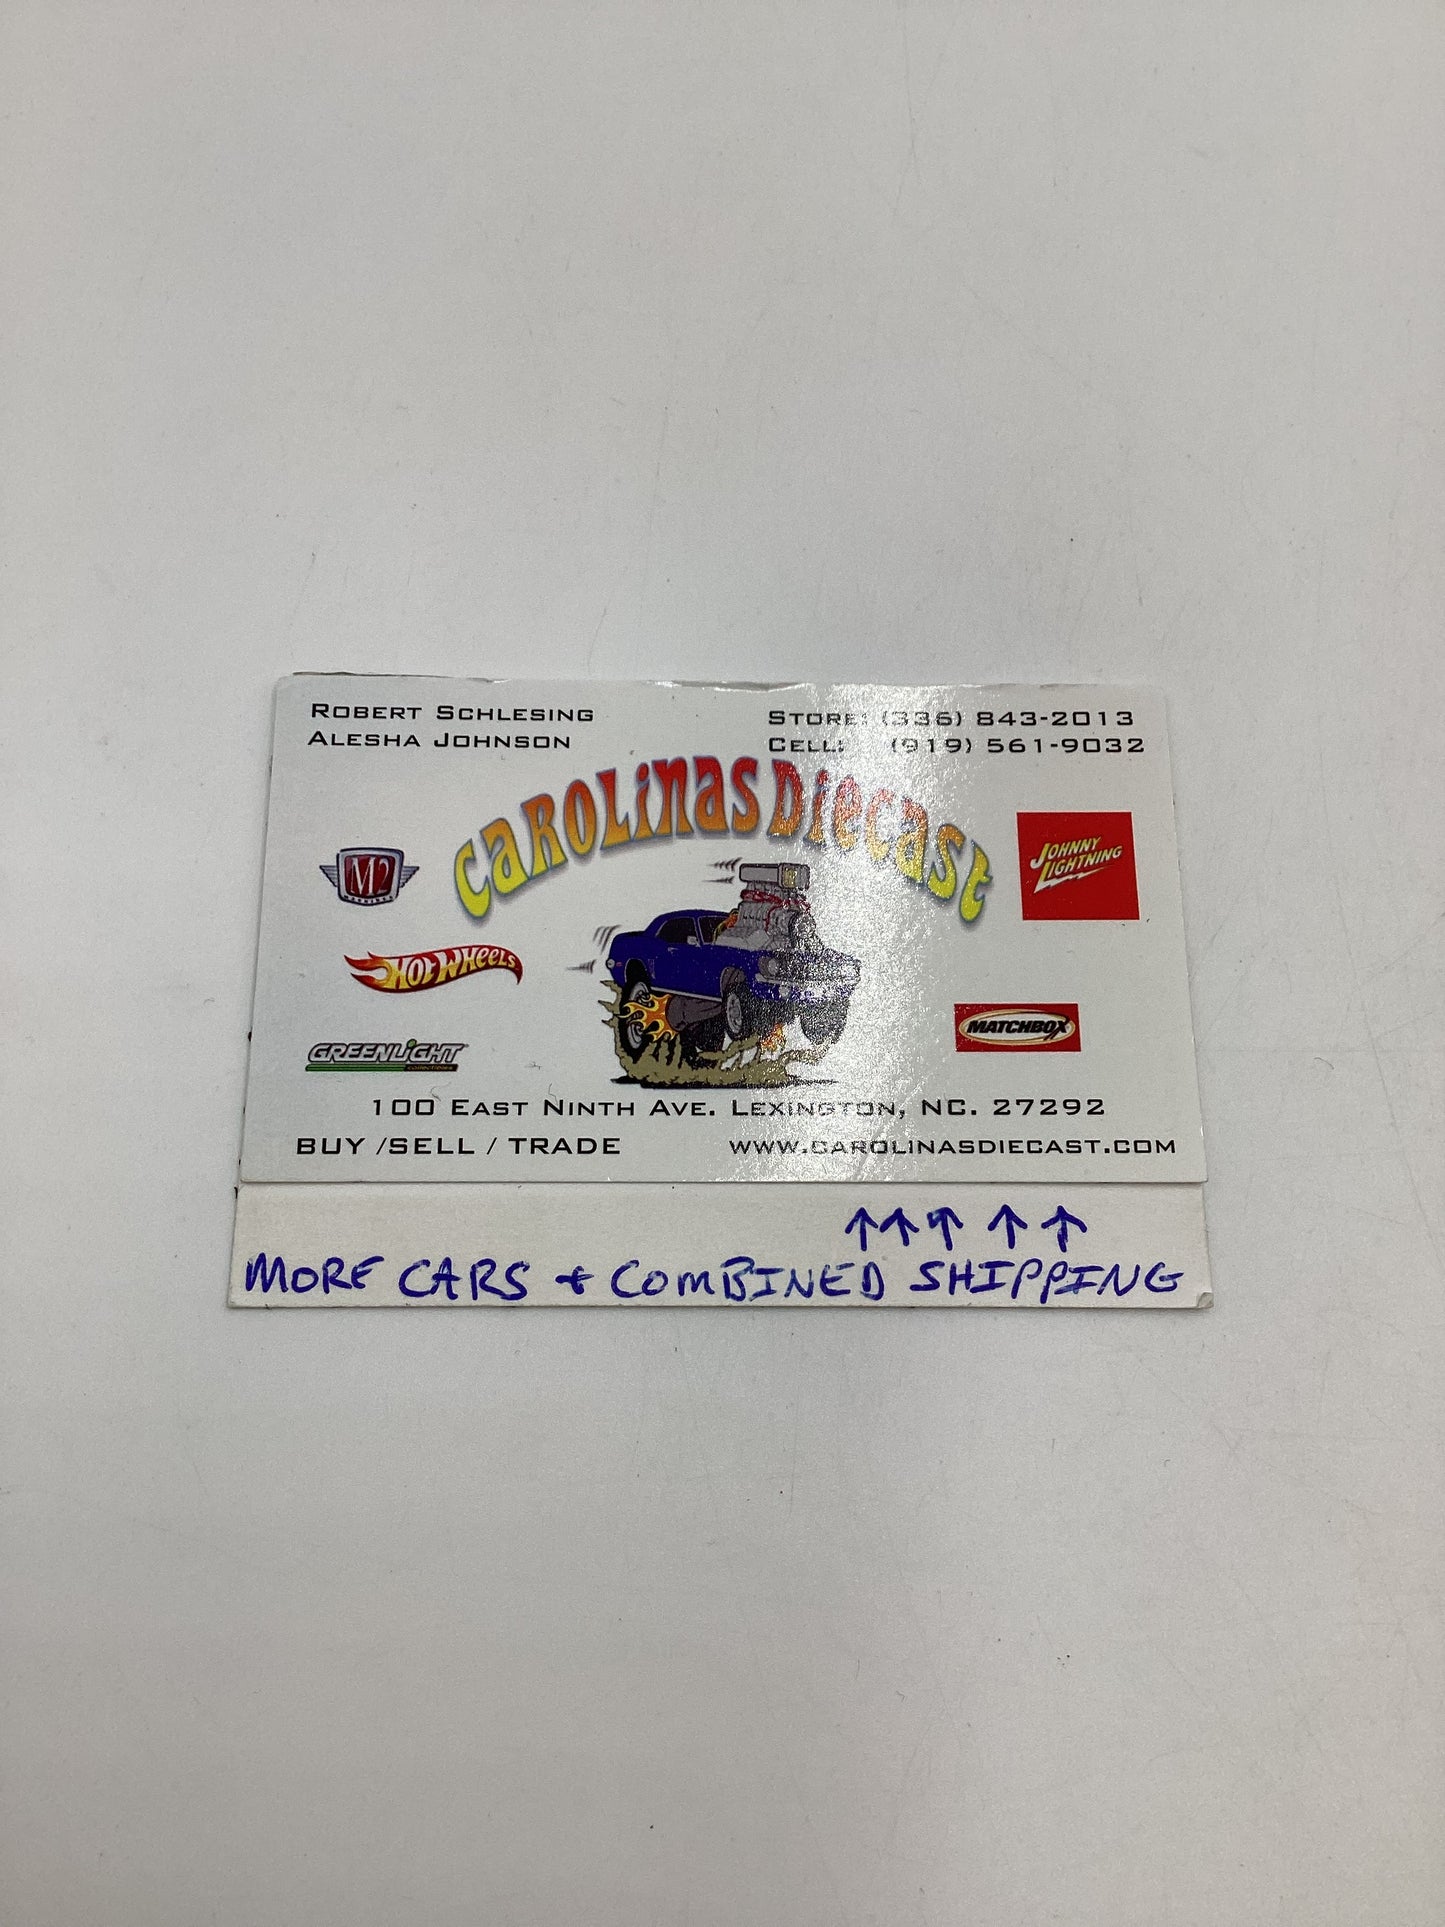 Robert Schlesing
Alesha Johnson
Store: (336) 843-2013
Cell: (919) 561-9032
Carolinas Diecast
M2
MACHINES
Johnny Lightning
Hot Wheels
MATCHBOX
GREENLiGHT
collectibles
100 East Ninth Ave. Lexington, NC. 27292
BUY /SELL / TRADE
www.carolinasdiecast.com
↑↑↑ ↑ ↑
MORE CARS + COMBINED SHIPPING